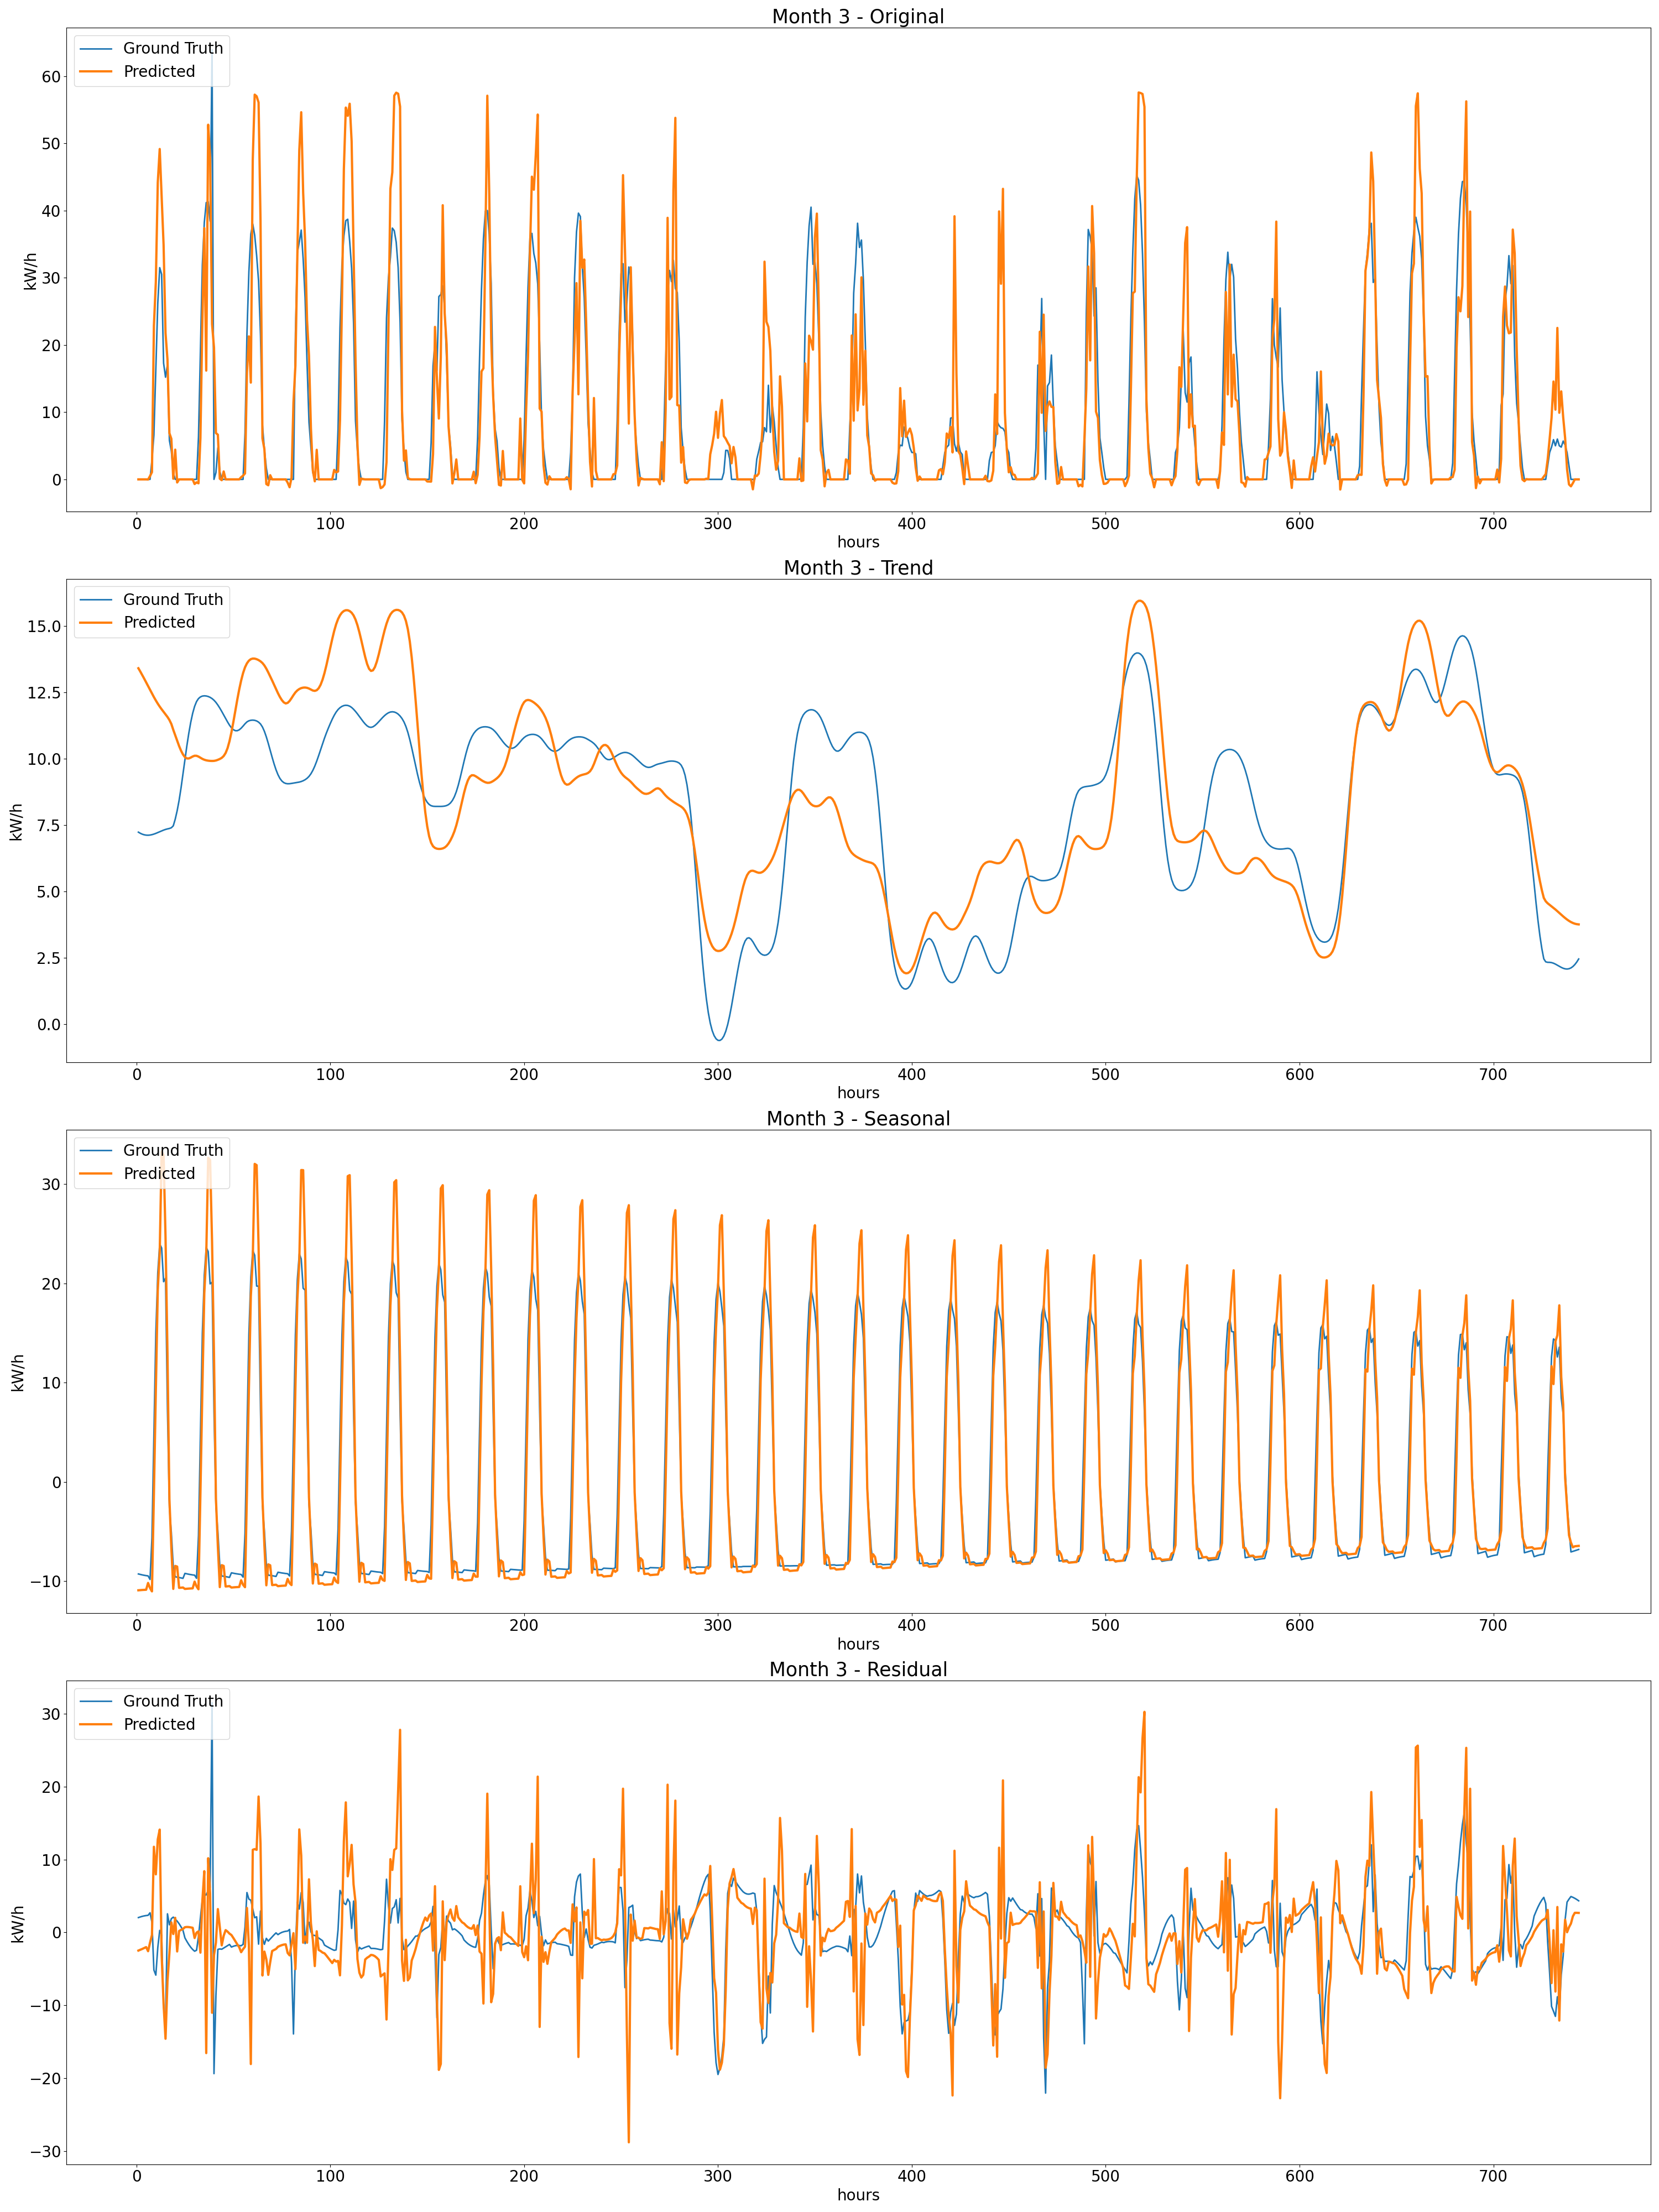 Month 3 - Original
Ground Truth
Predicted
kW/h
60
50
40
30
20
10
0
0 100 200 300 400 500 600 700
hours
Month 3 - Trend
Ground Truth
Predicted
kW/h
15.0
12.5
10.0
7.5
5.0
2.5
0.0
0 100 200 300 400 500 600 700
hours
Month 3 - Seasonal
Ground Truth
Predicted
kW/h
30
20
10
0
−10
0 100 200 300 400 500 600 700
hours
Month 3 - Residual
Ground Truth
Predicted
kW/h
30
20
10
0
−10
−20
−30
0 100 200 300 400 500 600 700
hours